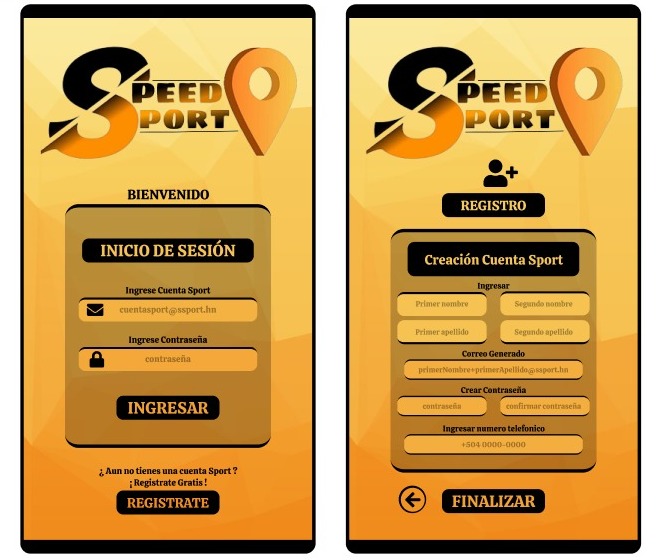 SPEED
SPORT
BIENVENIDO
INICIO DE SESIÓN
Ingrese Cuenta Sport
cuentasport@ssport.hn
Ingrese Contraseña
contraseña
INGRESAR
¿ Aun no tienes una cuenta Sport ?
¡ Registrate Gratis !
REGISTRATE
SPEED
SPORT
REGISTRO
Creación Cuenta Sport
Ingresar
Primer nombre Segundo nombre
Primer apellido Segundo apellido
Correo Generado
primerNombre+primerApellido@ssport.hn
Crear Contraseña
contraseña confirmar contraseña
Ingresar numero telefonico
+504 0000-0000
FINALIZAR